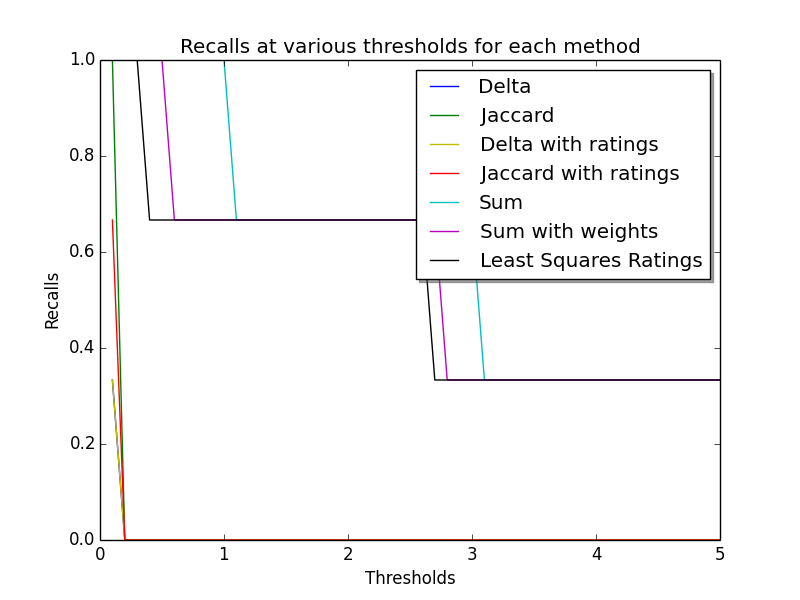 Recalls at various thresholds for each method
1.0
0.8
0.6
0.4
0.2
0.0
Recalls
Delta
Jaccard
Delta with ratings
Jaccard with ratings
Sum
Sum with weights
Least Squares Ratings
0 1 2 3 4 5
Thresholds